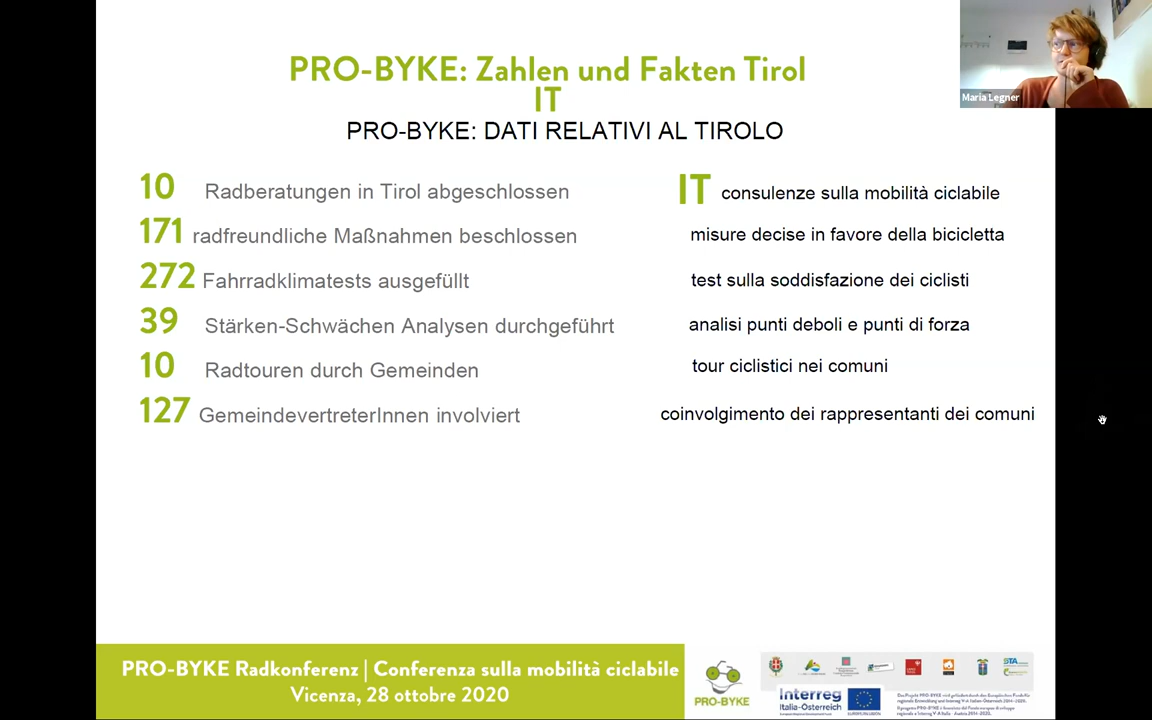 PRO-BYKE: Zahlen und Fakten Tirol
IT
PRO-BYKE: DATI RELATIVI AL TIROLO
Maria Legner
10 Radberatungen in Tirol abgeschlossen
IT consulenze sulla mobilità ciclabile
171 radfreundliche Maßnahmen beschlossen
misure decise in favore della bicicletta
272 Fahrradklimatests ausgefüllt
test sulla soddisfazione dei ciclisti
39 Stärken-Schwächen Analysen durchgeführt
analisi punti deboli e punti di forza
10 Radtouren durch Gemeinden
tour ciclistici nei comuni
127 GemeindevertreterInnen involviert
coinvolgimento dei rappresentanti dei comuni
PRO-BYKE Radkonferenz | Conferenza sulla mobilità ciclabile
Vicenza, 28 ottobre 2020
PRO-BYKE
STA
Interreg
Italia-Österreich